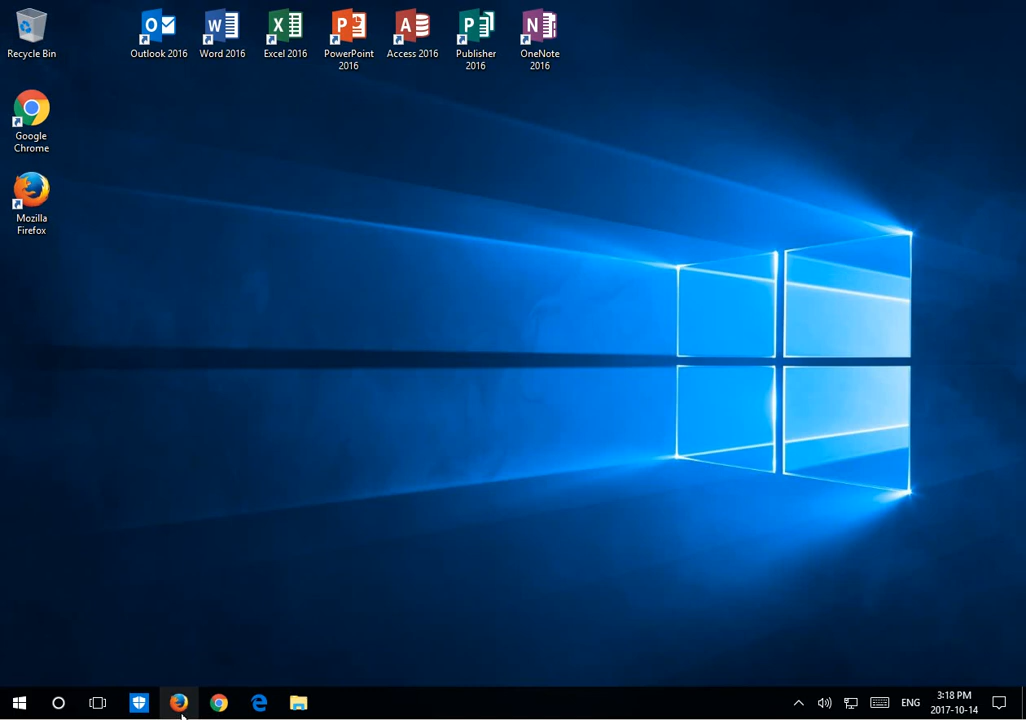 Recycle Bin
Outlook 2016
Word 2016
Excel 2016
PowerPoint
2016
Access 2016
Publisher
2016
OneNote
2016
Google
Chrome
Mozilla
Firefox
ENG
3:18 PM
2017-10-14